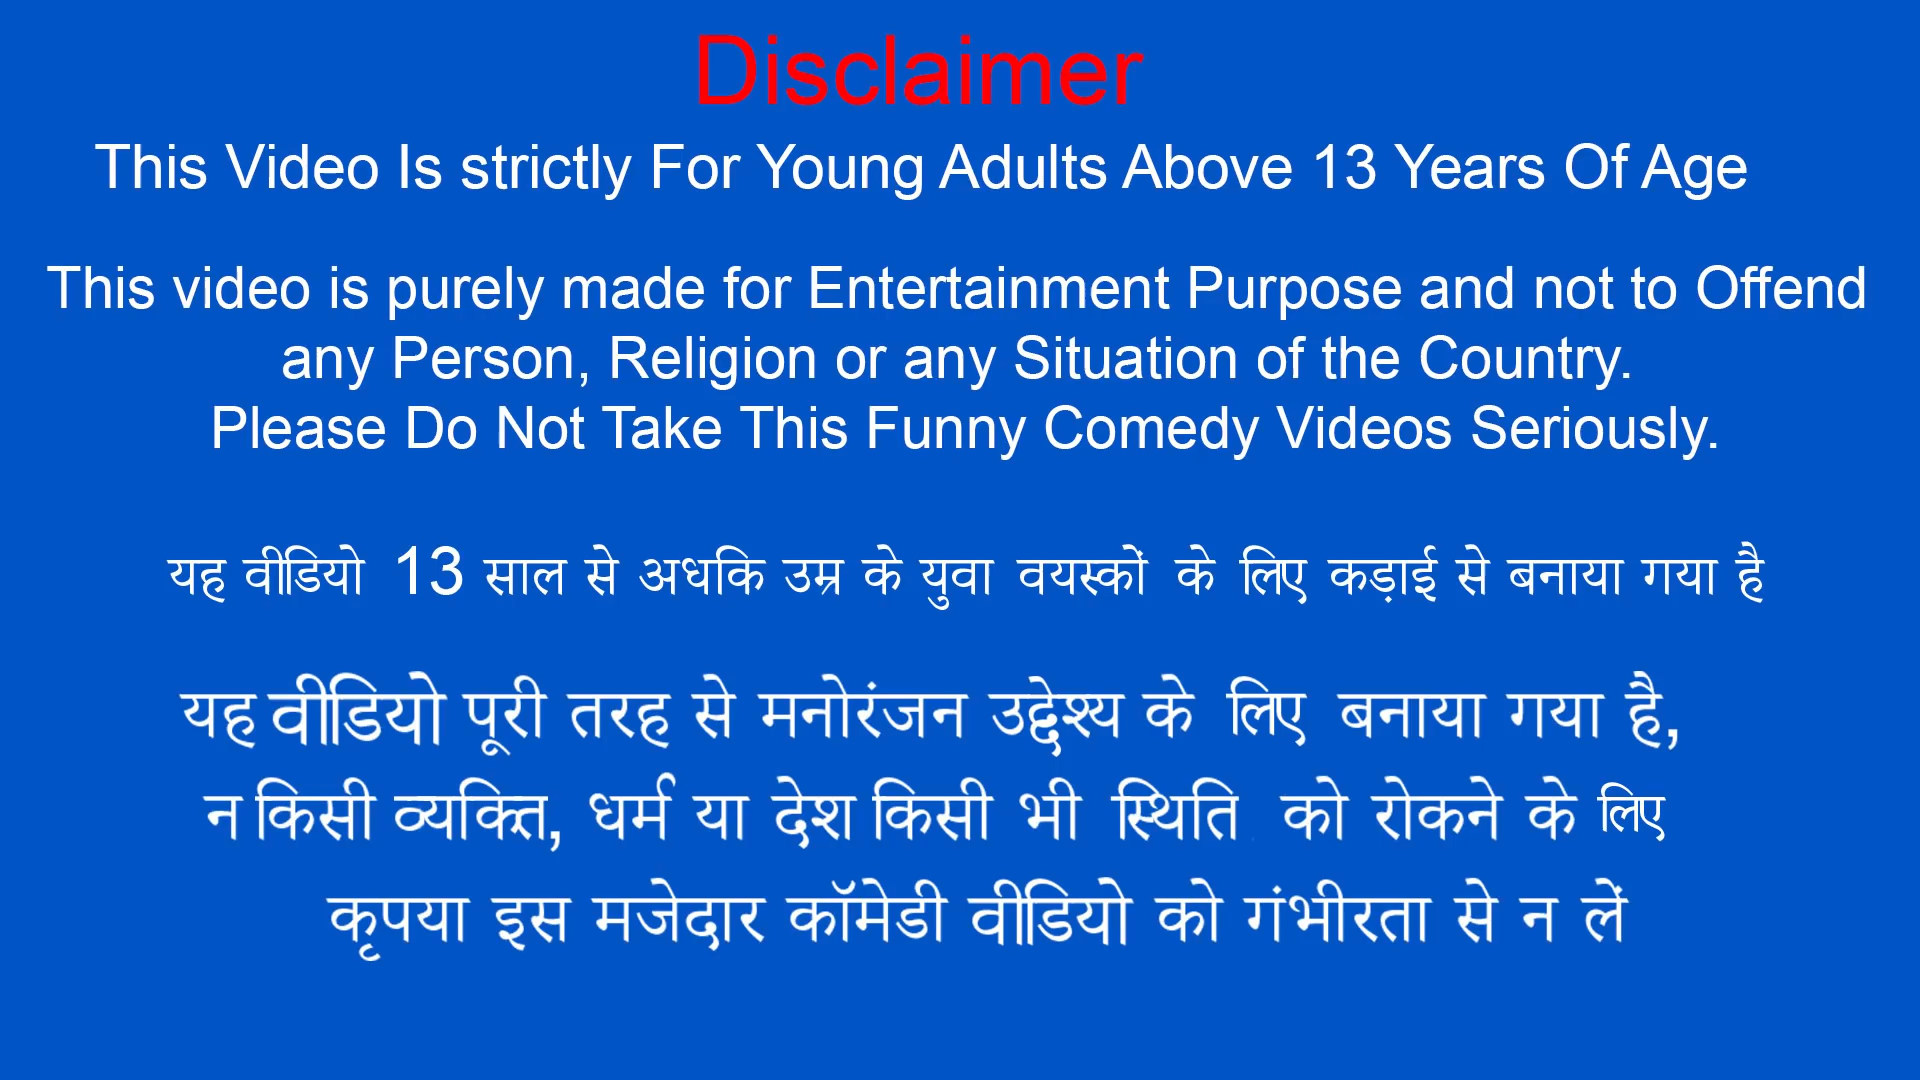 Disclaimer
This Video Is strictly For Young Adults Above 13 Years Of Age
This video is purely made for Entertainment Purpose and not to Offend
any Person, Religion or any Situation of the Country.
Please Do Not Take This Funny Comedy Videos Seriously.
यह वीडियो 13 साल से अधकि उम्र के युवा वयस्कों के लिए कड़ाई से बनाया गया है
यह वीडियो पूरी तरह से मनोरंजन उद्देश्य के लिए बनाया गया है,
न किसी व्यक्ति, धर्म या देश किसी भी स्थिति को रोकने के लिए
कृपया इस मजेदार कॉमेडी वीडियो को गंभीरता से न लें